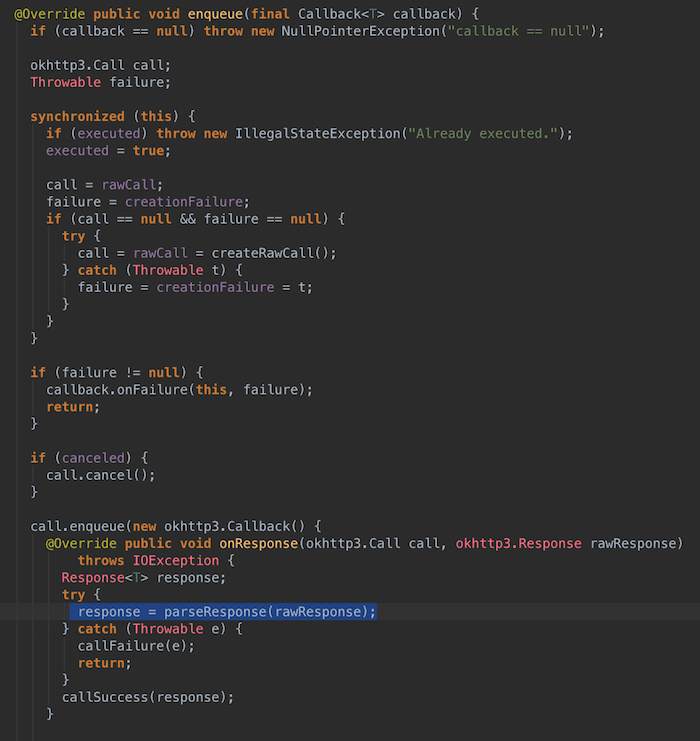 @Override public void enqueue(final Callback<T> callback) {
  if (callback == null) throw new NullPointerException("callback == null");

  okhttp3.Call call;
  Throwable failure;

  synchronized (this) {
    if (executed) throw new IllegalStateException("Already executed.");
    executed = true;

    call = rawCall;
    failure = creationFailure;
    if (call == null && failure == null) {
      try {
        call = rawCall = createRawCall();
      } catch (Throwable t) {
        failure = creationFailure = t;
      }
    }
  }

  if (failure != null) {
    callback.onFailure(this, failure);
    return;
  }

  if (canceled) {
    call.cancel();
  }

  call.enqueue(new okhttp3.Callback() {
    @Override public void onResponse(okhttp3.Call call, okhttp3.Response rawResponse)
        throws IOException {
      Response<T> response;
      try {
        response = parseResponse(rawResponse);
      } catch (Throwable e) {
        callFailure(e);
        return;
      }
      callSuccess(response);
    }